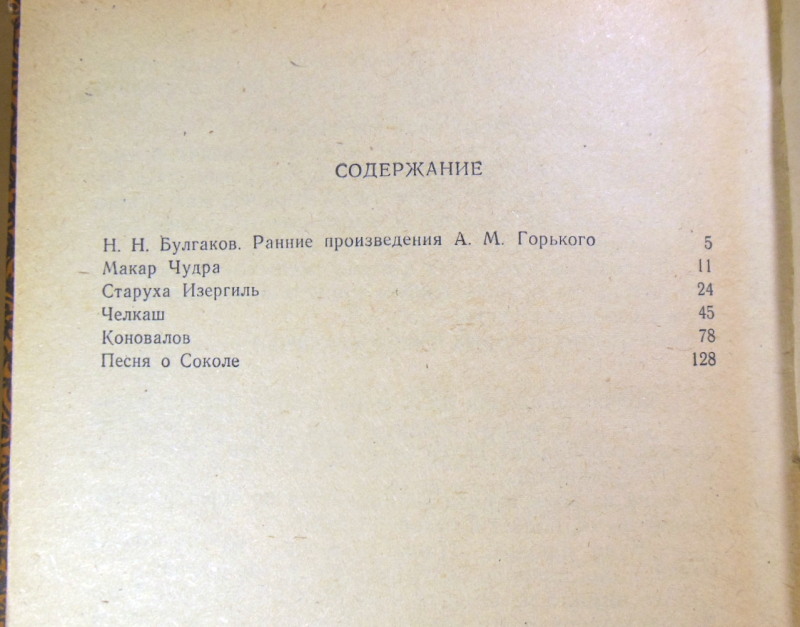 СОДЕРЖАНИЕ
Н. Н. Булгаков. Ранние произведения А. М. Горького 5
Макар Чудра 11
Старуха Изергиль 24
Челкаш 45
Коновалов 78
Песня о Соколе 128